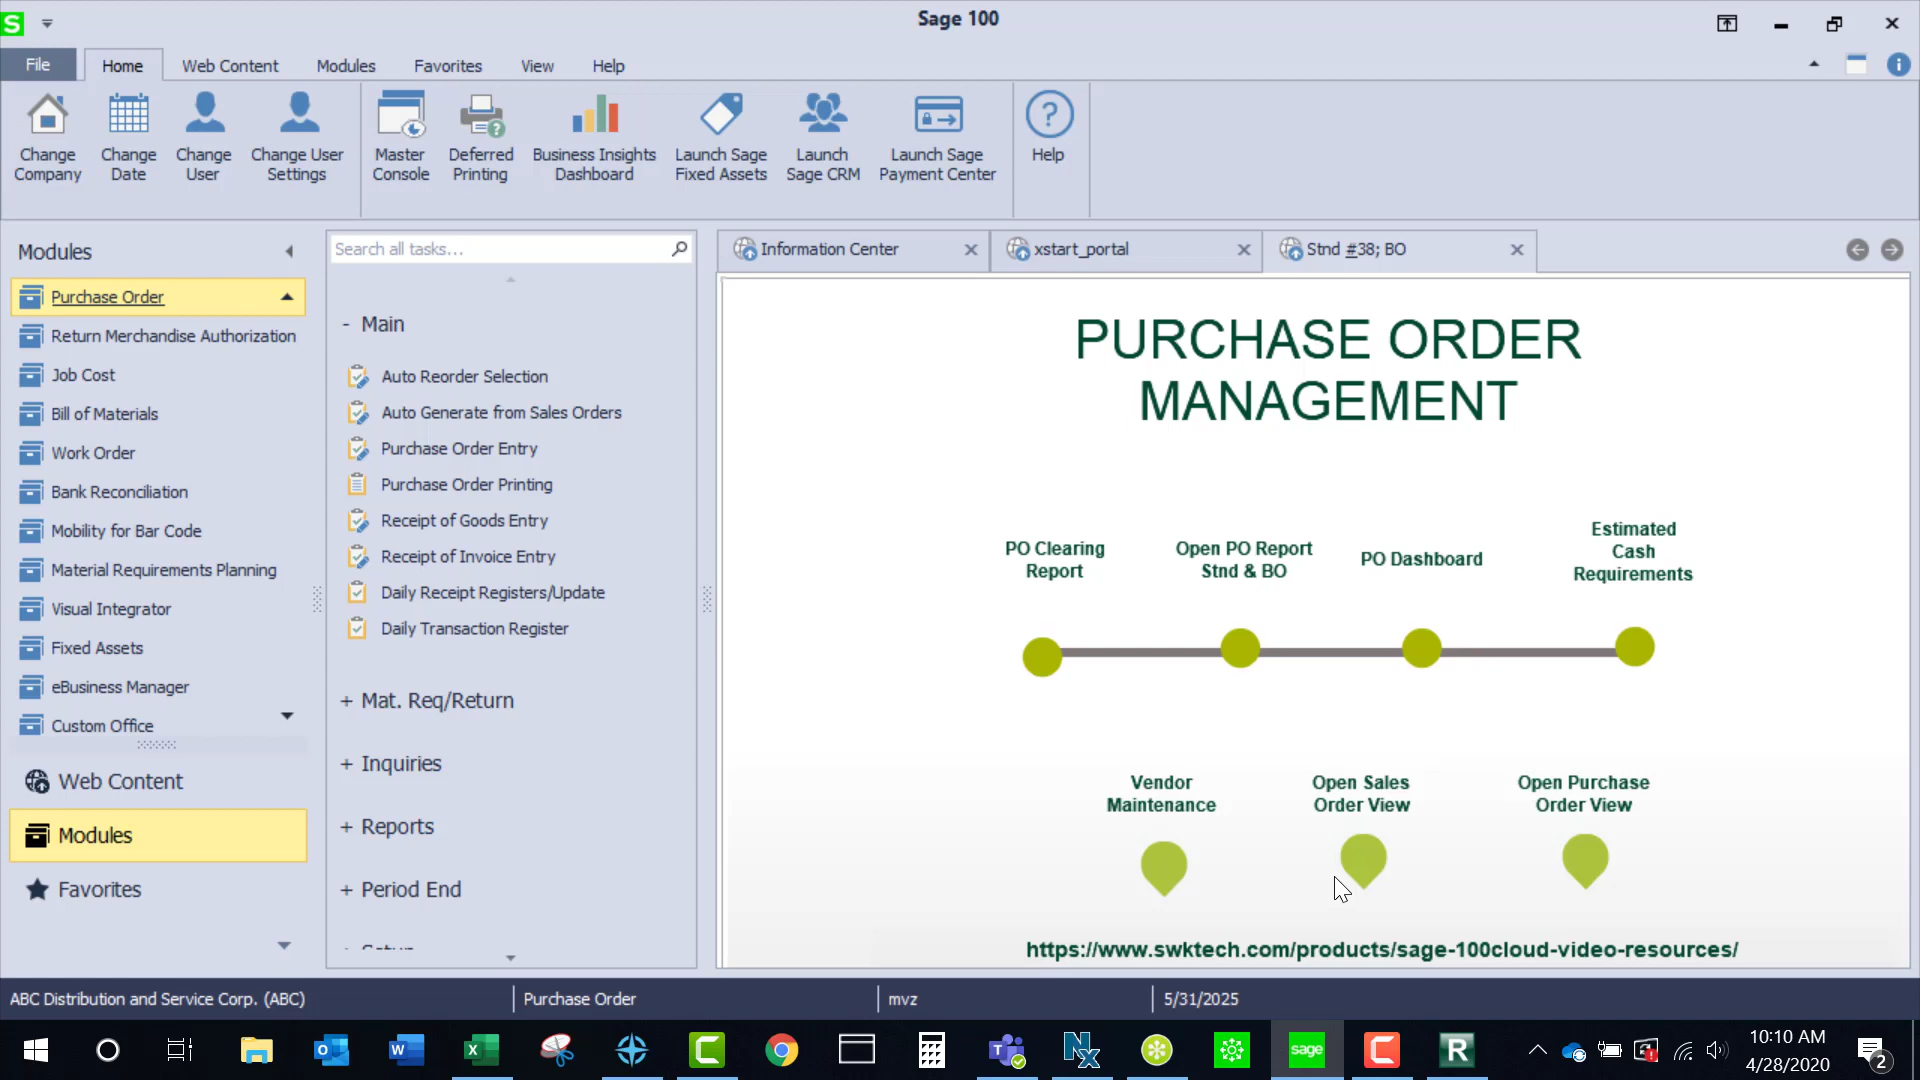 S
Sage 100
File
Home
Web Content
Modules
Favorites
View
Help
Change
Company
Change
Date
Change
User
Change User
Settings
Master
Console
Deferred
Printing
Business Insights
Dashboard
Launch Sage
Fixed Assets
Launch
Sage CRM
Launch Sage
Payment Center
Help
Modules
Purchase Order
Return Merchandise Authorization
Job Cost
Bill of Materials
Work Order
Bank Reconciliation
Mobility for Bar Code
Material Requirements Planning
Visual Integrator
Fixed Assets
eBusiness Manager
Custom Office
Web Content
Modules
Favorites
Search all tasks...
- Main
Auto Reorder Selection
Auto Generate from Sales Orders
Purchase Order Entry
Purchase Order Printing
Receipt of Goods Entry
Receipt of Invoice Entry
Daily Receipt Registers/Update
Daily Transaction Register
+ Mat. Req/Return
+ Inquiries
+ Reports
+ Period End
Information Center
xstart_portal
Stnd #38; BO
PURCHASE ORDER
MANAGEMENT
PO Clearing
Report
Open PO Report
Stnd & BO
PO Dashboard
Estimated
Cash
Requirements
Vendor
Maintenance
Open Sales
Order View
Open Purchase
Order View
https://www.swktech.com/products/sage-100cloud-video-resources/
ABC Distribution and Service Corp. (ABC)
Purchase Order
mvz
5/31/2025
sage
10:10 AM
4/28/2020
2